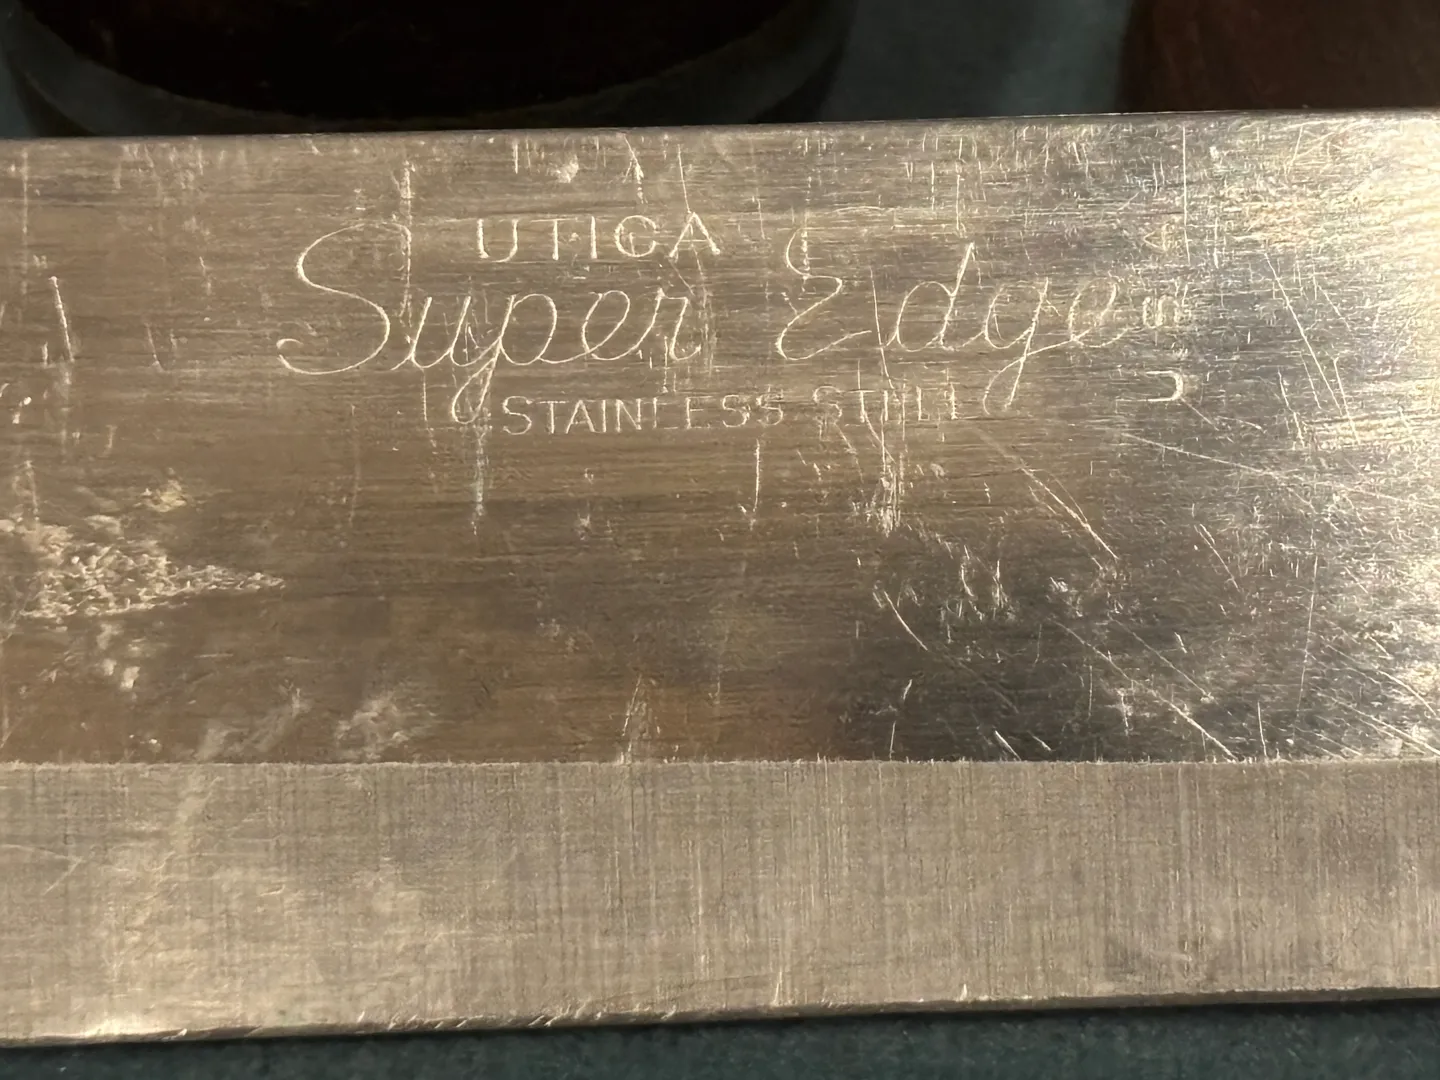 UTICA
Super Edge
STAINLESS STEEL